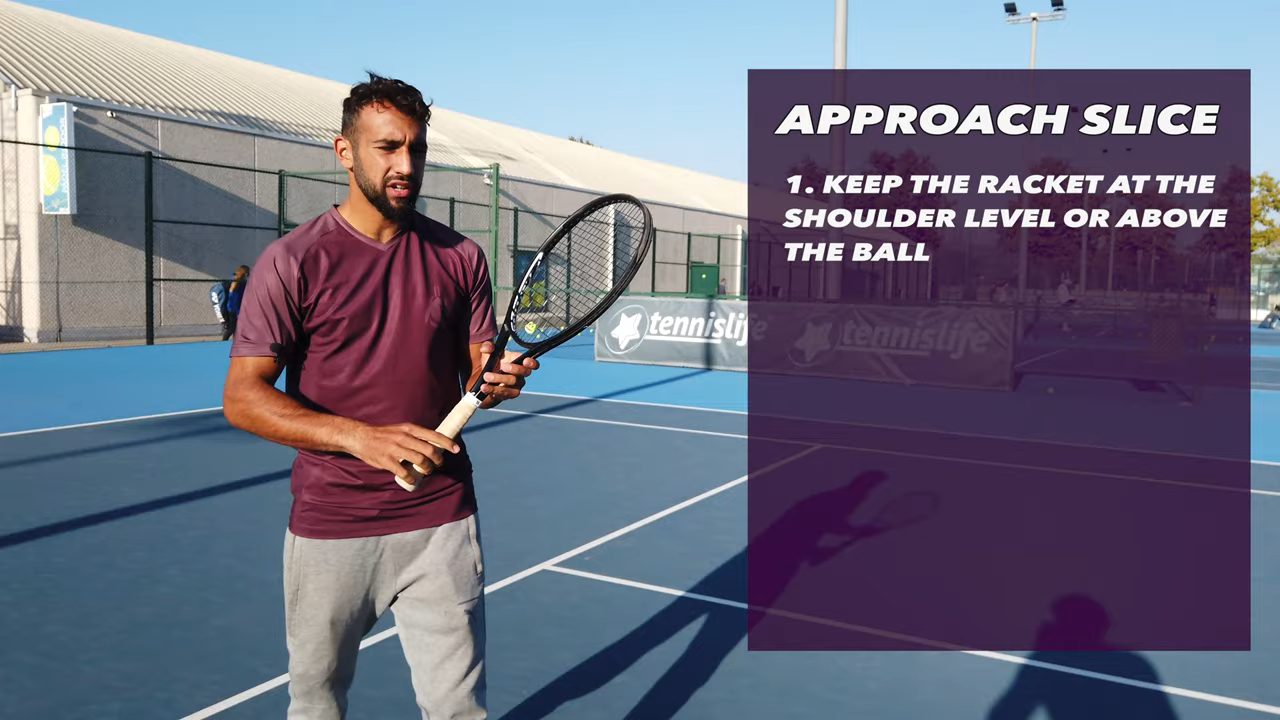 APPROACH SLICE
1. KEEP THE RACKET AT THE
SHOULDER LEVEL OR ABOVE
THE BALL
tennislife
tennislife